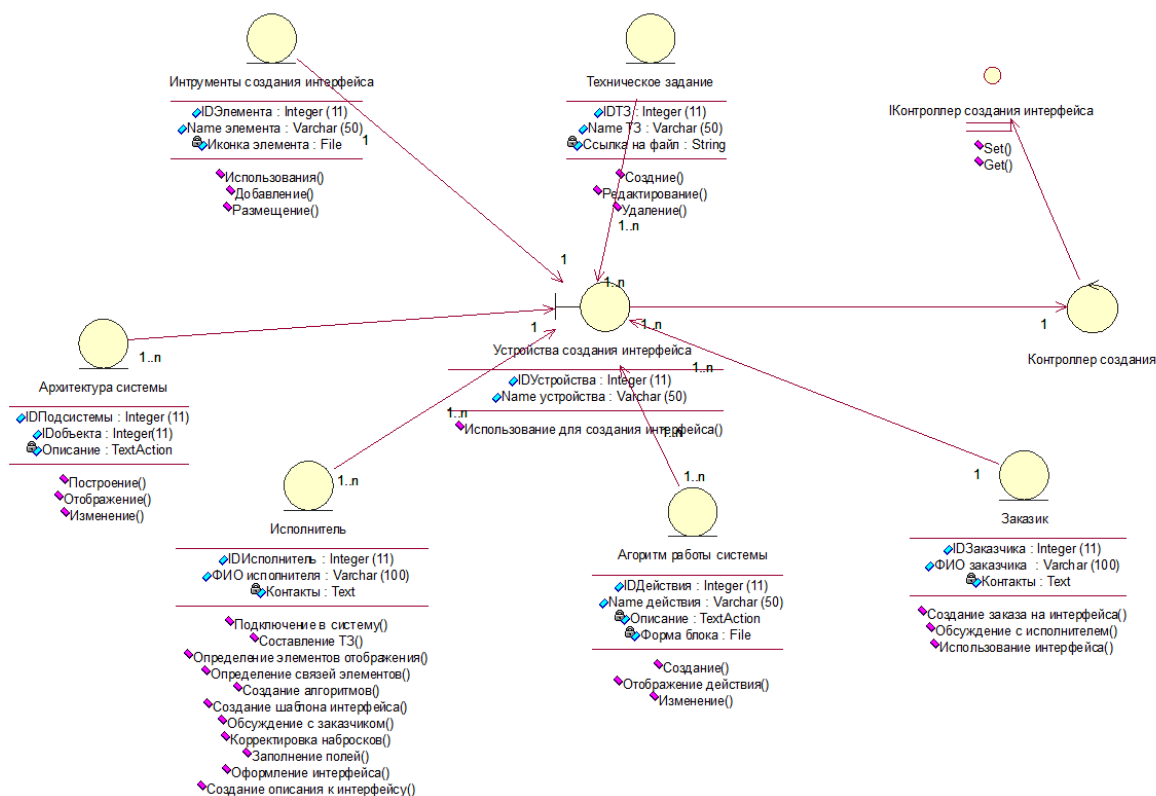 Интрументы создания интерфейса
IDЭлемента : Integer (11)
Name элемента : Varchar (50)
Иконка элемента : File
Использования()
Добавление()
Размещение()
1
1
Техническое задание
IDТЗ : Integer (11)
Name ТЗ : Varchar (50)
Ссылка на файл : String
Создние()
Редактирование()
Удаление()
1..n
1..n
IКонтроллер создания интерфейса
Set()
Get()
Устройства создания интерфейса
IDУстройства : Integer (11)
Name устройства : Varchar (50)
Использование для создания интерфейса()
1
1..n
1..n
1..n
1..n
1
Контроллер создания
Архитектура системы
1..n
IDПодсистемы : Integer (11)
IDобъекта : Integer(11)
Описание : TextAction
Построение()
Отображение()
Изменение()
Исполнитель
1..n
IDИсполнитель : Integer (11)
ФИО исполнителя : Varchar (100)
Контакты : Text
Подключение в систему()
Составление ТЗ()
Определение элементов отображения()
Определение связей элементов()
Создание алгоритмов()
Создание шаблона интерфейса()
Обсуждение с заказчиком()
Корректировка набросков()
Заполнение полей()
Оформление интерфейса()
Создание описания к интерфейсу()
1..n
Агоритм работы системы
IDДействия : Integer (11)
Name действия : Varchar (50)
Описание : TextAction
Форма блока : File
Создание()
Отображение действия()
Изменение()
1
Заказик
IDЗаказчика : Integer (11)
ФИО заказчика : Varchar (100)
Контакты : Text
Создание заказа на интерфейса()
Обсуждение с исполнителем()
Использование интерфейса()